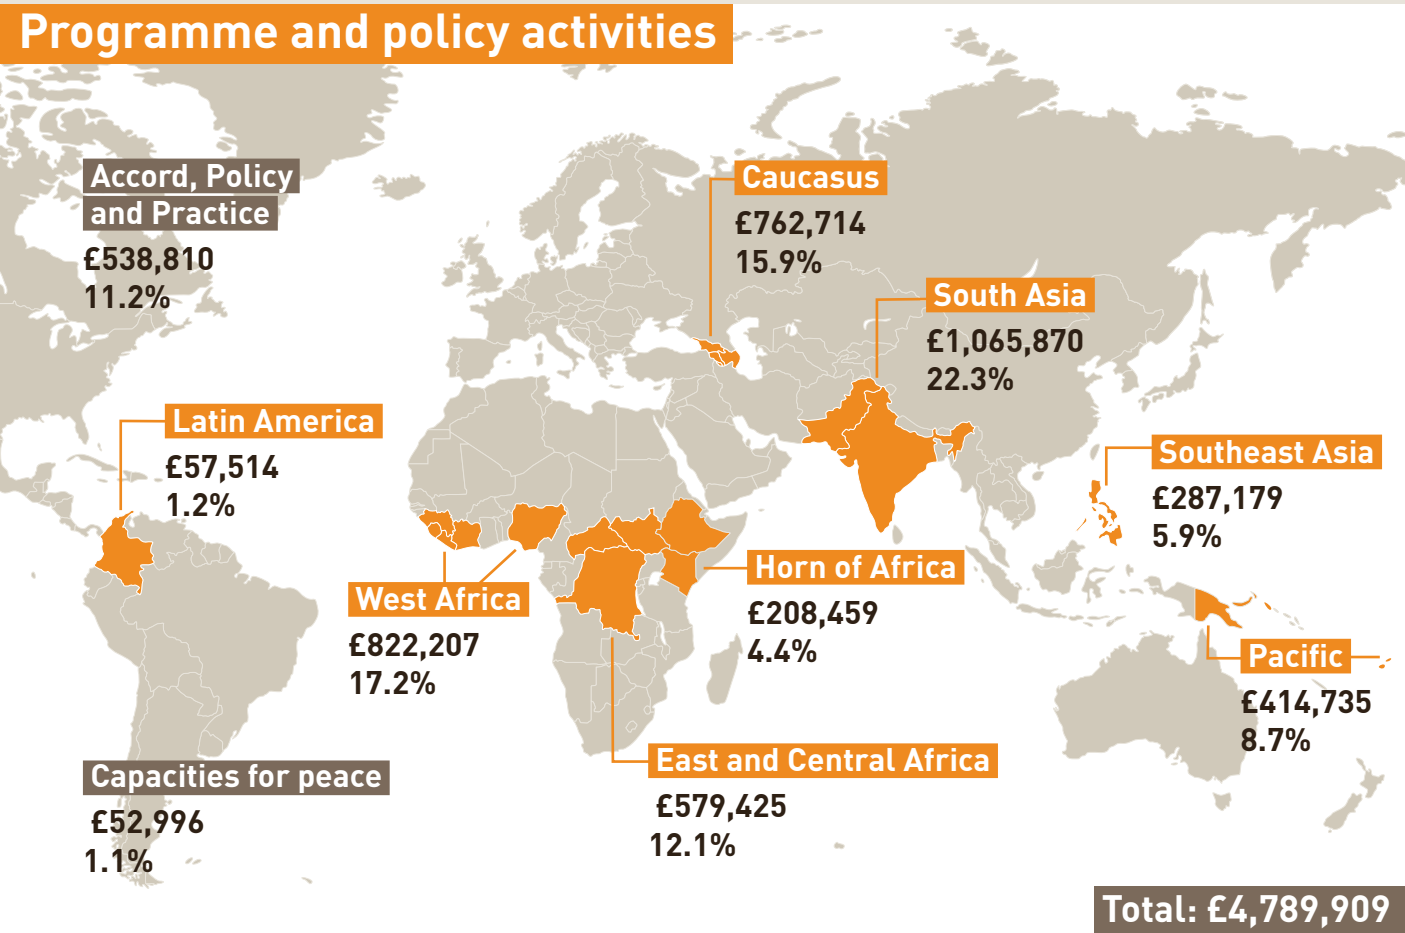 Programme and policy activities
Accord, Policy
and Practice
£538,810
11.2%
Caucasus
£762,714
15.9%
South Asia
£1,065,870
22.3%
Latin America
£57,514
1.2%
Southeast Asia
£287,179
5.9%
West Africa
£822,207
17.2%
Horn of Africa
£208,459
4.4%
Pacific
£414,735
8.7%
East and Central Africa
£579,425
12.1%
Capacities for peace
£52,996
1.1%
Total: £4,789,909